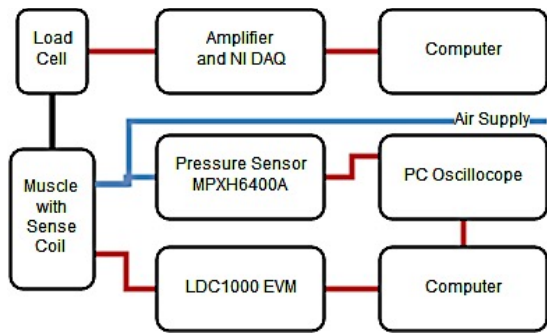 Load
Cell
Amplifier
and NI DAQ
Computer
Air Supply
Muscle
with
Sense
Coil
Pressure Sensor
MPXH6400A
PC Oscillocope
LDC1000 EVM
Computer